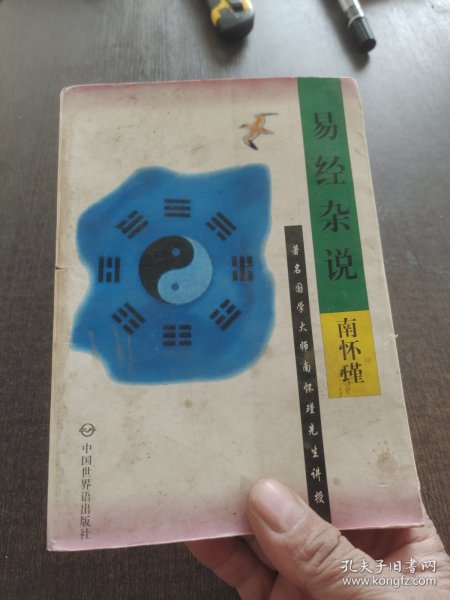 易经杂说
南怀瑾
著名国学大师南怀瑾先生讲授
中国世界语出版社
孔夫子旧书网
www.kongfz.com